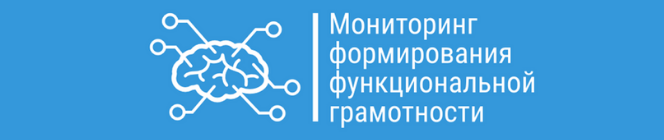 Мониторинг
формирования
функциональной
грамотности